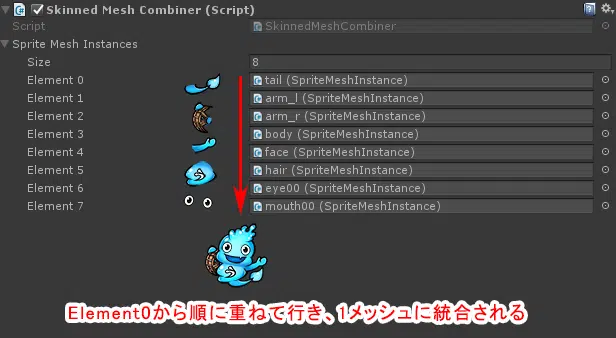 Skinned Mesh Combiner (Script)
Script SkinnedMeshCombiner
Sprite Mesh Instances
Size 8
Element 0 tail (SpriteMeshInstance)
Element 1 arm_l (SpriteMeshInstance)
Element 2 arm_r (SpriteMeshInstance)
Element 3 body (SpriteMeshInstance)
Element 4 face (SpriteMeshInstance)
Element 5 hair (SpriteMeshInstance)
Element 6 eye00 (SpriteMeshInstance)
Element 7 mouth00 (SpriteMeshInstance)
Element0から順に重ねて行き、1メッシュに統合される